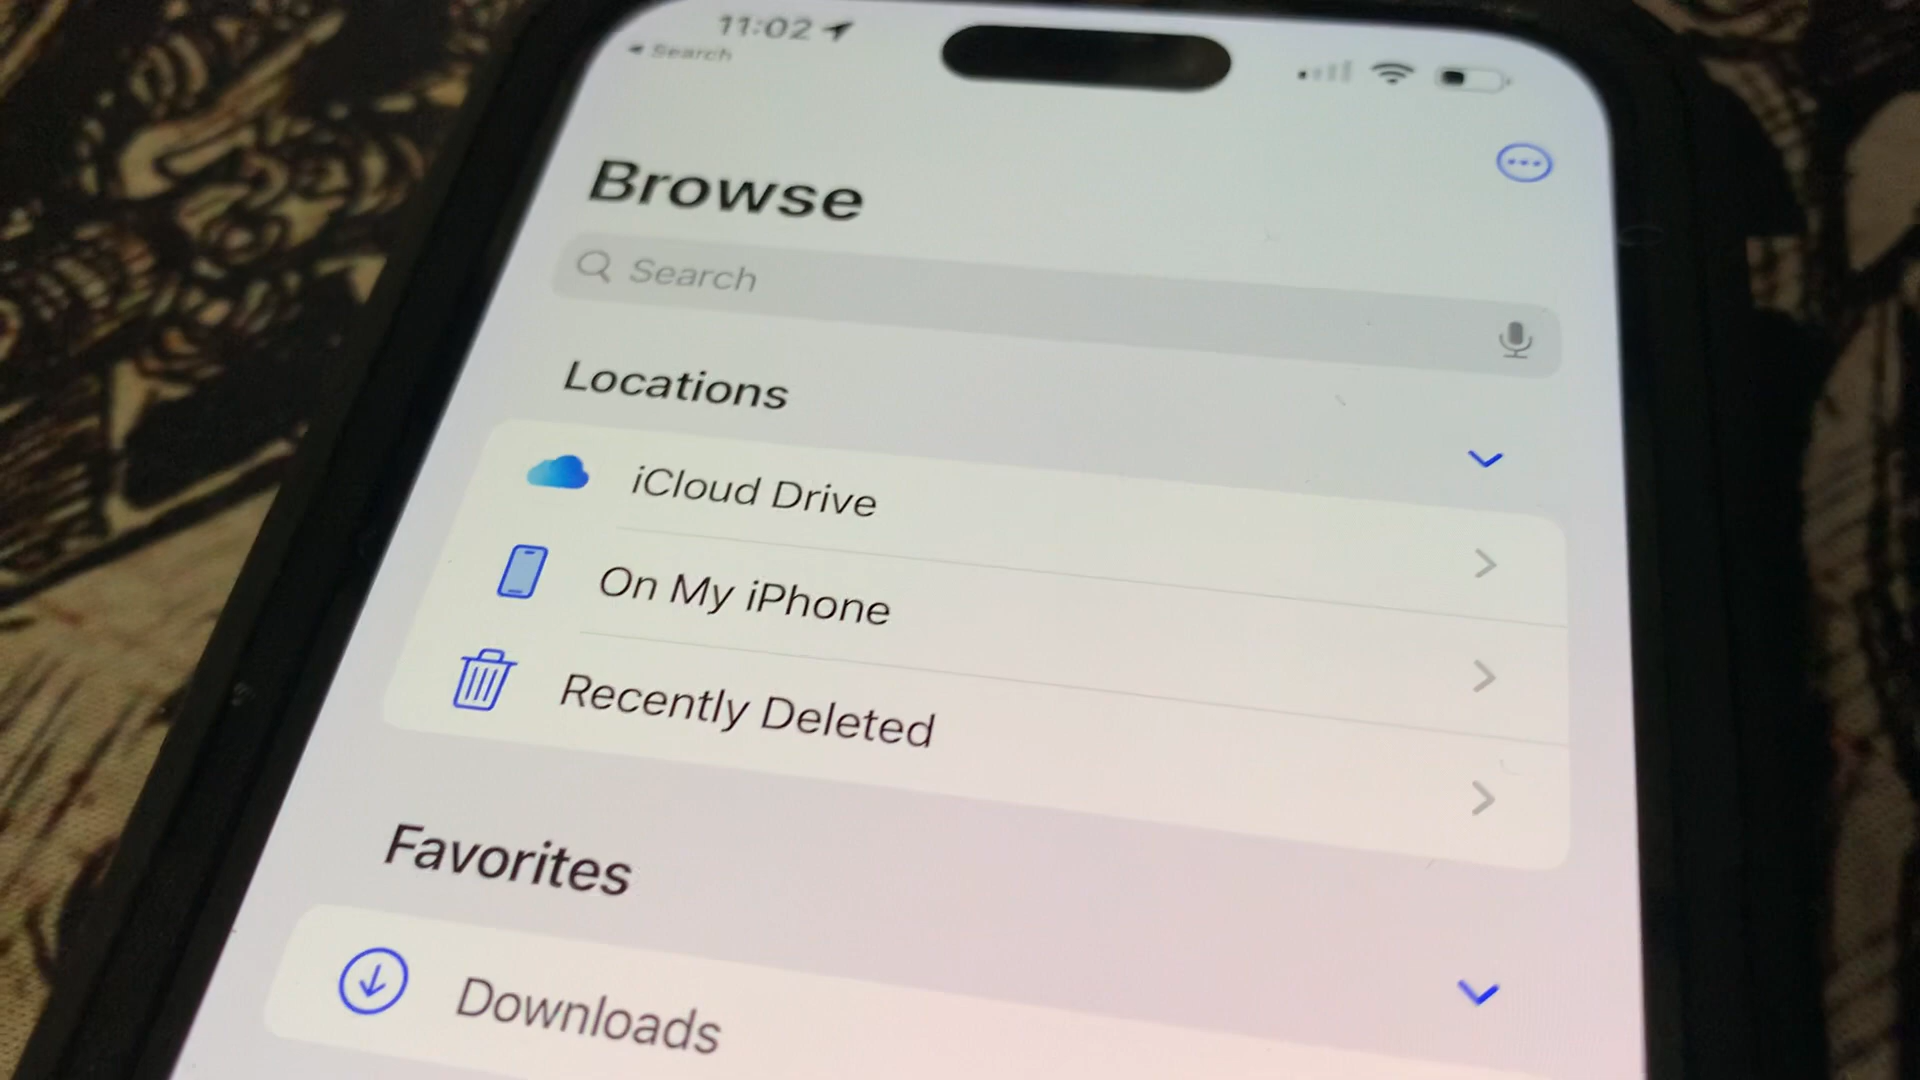 11:02
Search
Browse
Search
Locations
iCloud Drive
On My iPhone
Recently Deleted
Favorites
Downloads